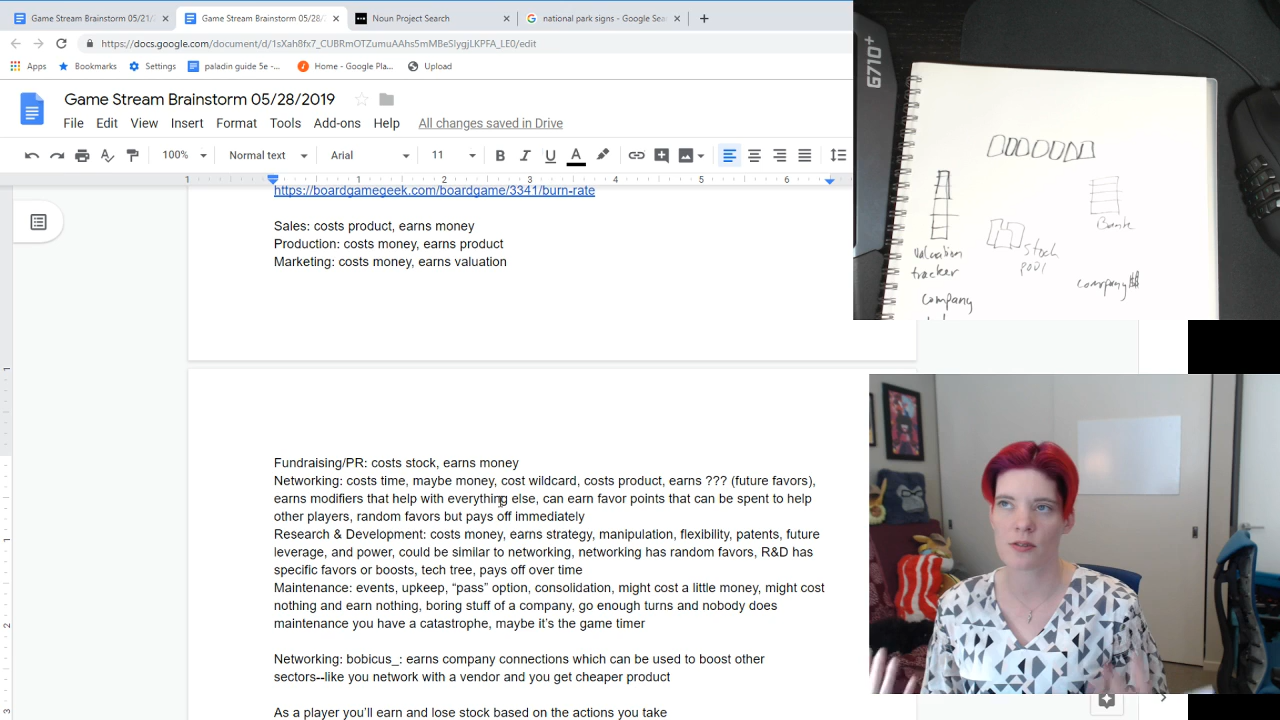 Game Stream Brainstorm 05/21/
Game Stream Brainstorm 05/28/
Noun Project Search
national park signs - Google Sea
https://docs.google.com/document/d/1sXah8fx7_CUBRmOTZumuAAhs5mMBeSlygjLKPFA_LE0/edit
Apps
Bookmarks
Settings
paladin guide 5e -...
Home - Google Pla...
Upload
Game Stream Brainstorm 05/28/2019
File Edit View Insert Format Tools Add-ons Help All changes saved in Drive
100% Normal text Arial 11 B I U A
1 1 2 3 4 5 6
https://boardgamegeek.com/boardgame/3341/burn-rate
Sales: costs product, earns money
Production: costs money, earns product
Marketing: costs money, earns valuation
Fundraising/PR: costs stock, earns money
Networking: costs time, maybe money, cost wildcard, costs product, earns ??? (future favors),
earns modifiers that help with everything else, can earn favor points that can be spent to help
other players, random favors but pays off immediately
Research & Development: costs money, earns strategy, manipulation, flexibility, patents, future
leverage, and power, could be similar to networking, networking has random favors, R&D has
specific favors or boosts, tech tree, pays off over time
Maintenance: events, upkeep, “pass” option, consolidation, might cost a little money, might cost
nothing and earn nothing, boring stuff of a company, go enough turns and nobody does
maintenance you have a catastrophe, maybe it’s the game timer
Networking: bobicus_: earns company connections which can be used to boost other
sectors--like you network with a vendor and you get cheaper product
As a player you’ll earn and lose stock based on the actions you take
1
2
3
G710+
Valuation
tracker
Stock
pool
company
Company